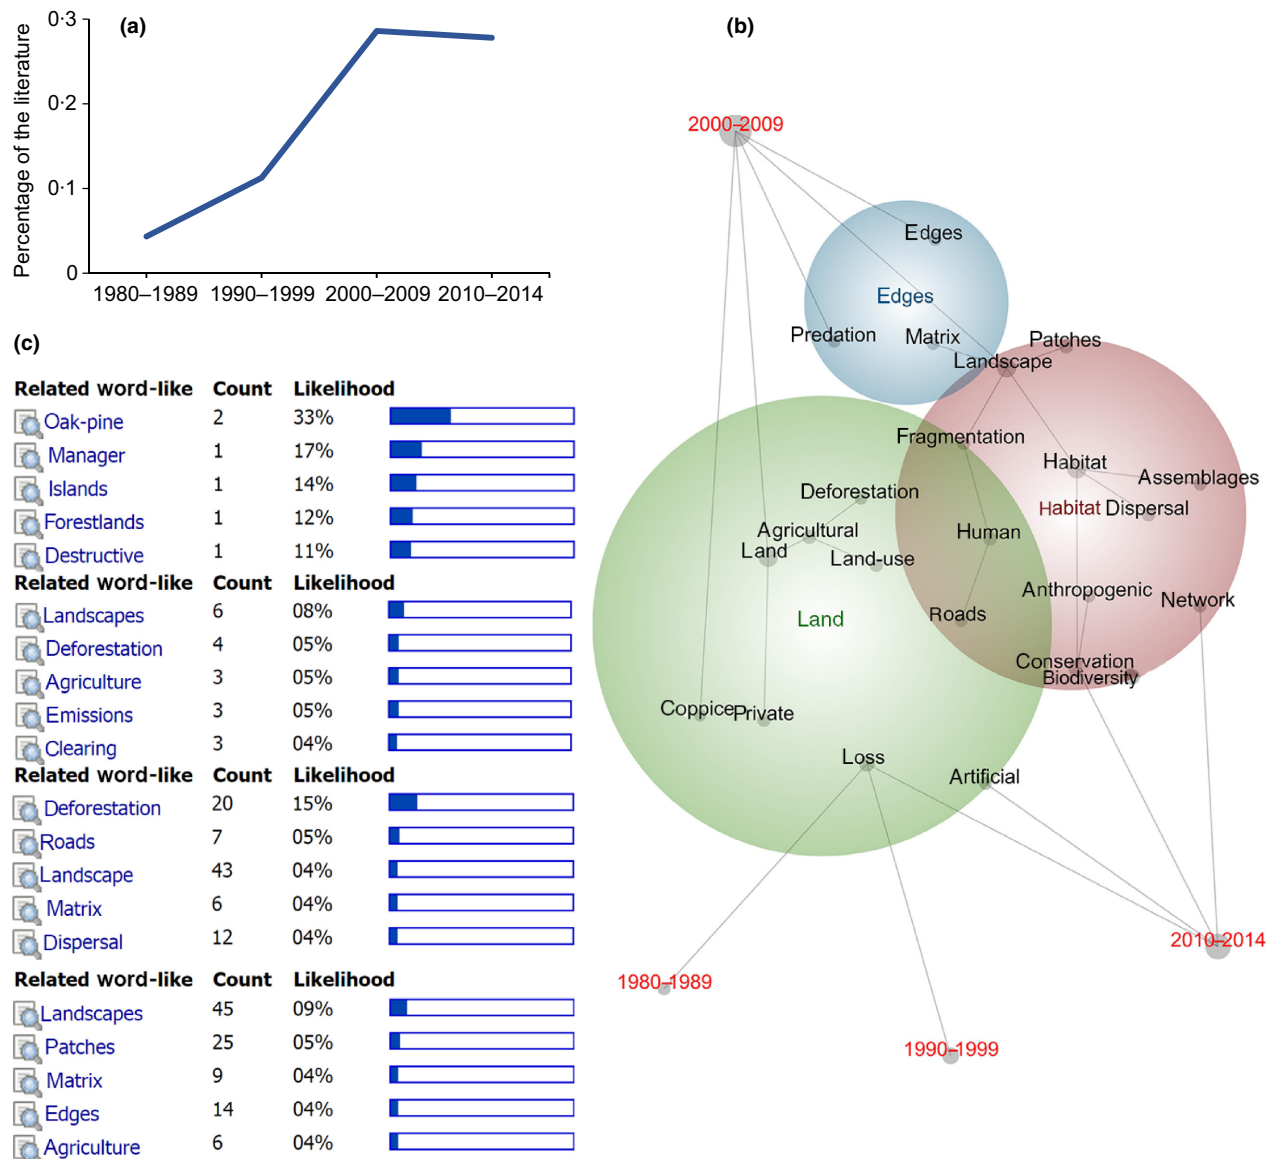 (a)
Percentage of the literature
0·3
0·2
0·1
0
1980–1989 1990–1999 2000–2009 2010–2014
(b)
2000–2009
Edges
Edges
Predation
Matrix
Patches
Landscape
Fragmentation
Habitat
Assemblages
Deforestation
Habitat
Dispersal
Agricultural
Human
Land
Land-use
Anthropogenic
Network
Roads
Land
Conservation
Biodiversity
Coppice
Private
Loss
Artificial
2010–2014
1980–1989
1990–1999
(c)
Related word-like Count Likelihood
Oak-pine 2 33%
Manager 1 17%
Islands 1 14%
Forestlands 1 12%
Destructive 1 11%
Related word-like Count Likelihood
Landscapes 6 08%
Deforestation 4 05%
Agriculture 3 05%
Emissions 3 05%
Clearing 3 04%
Related word-like Count Likelihood
Deforestation 20 15%
Roads 7 05%
Landscape 43 04%
Matrix 6 04%
Dispersal 12 04%
Related word-like Count Likelihood
Landscapes 45 09%
Patches 25 05%
Matrix 9 04%
Edges 14 04%
Agriculture 6 04%